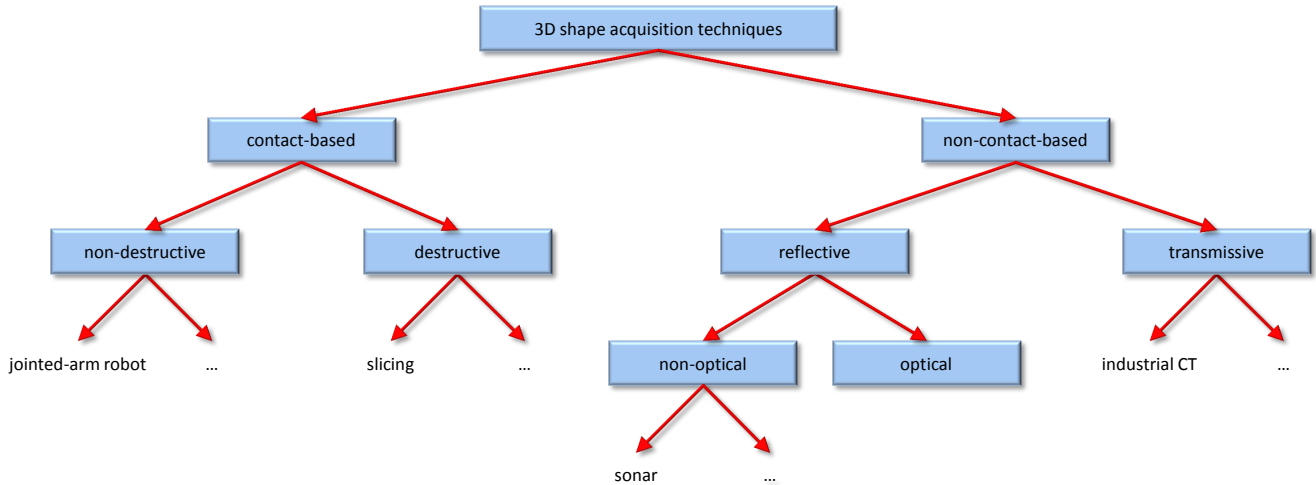 3D shape acquisition techniques
contact-based
non-contact-based
non-destructive
destructive
reflective
transmissive
jointed-arm robot
...
slicing
...
non-optical
optical
industrial CT
...
sonar
...